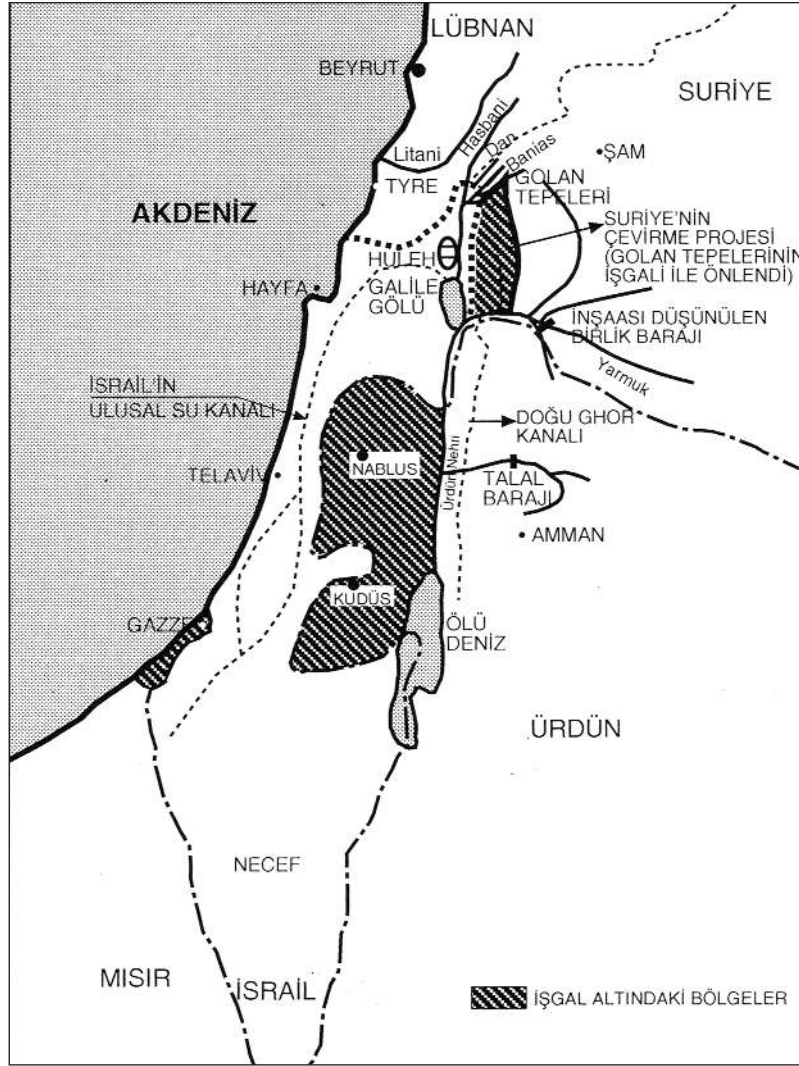 LÜBNAN
BEYRUT
SURİYE
Hasbani
Litani
Dan
Banias
ŞAM
TYRE
GOLAN
TEPELERİ
AKDENİZ
SURİYE'NİN
ÇEVİRME PROJESİ
(GOLAN TEPELERİNİN
İŞGALİ İLE ÖNLENDİ)
HULEH
HAYFA
GALİLE
GÖLÜ
İNŞAASI DÜŞÜNÜLEN
BİRLİK BARAJI
Yarmuk
İSRAİL'İN
ULUSAL SU KANALI
DOĞU GHOR
KANALI
NABLUS
Ürdün Nehri
TELAVİV
TALAL
BARAJI
AMMAN
KUDÜS
GAZZE
ÖLÜ
DENİZ
ÜRDÜN
NECEF
MISIR
İSRAİL
İŞGAL ALTINDAKİ BÖLGELER